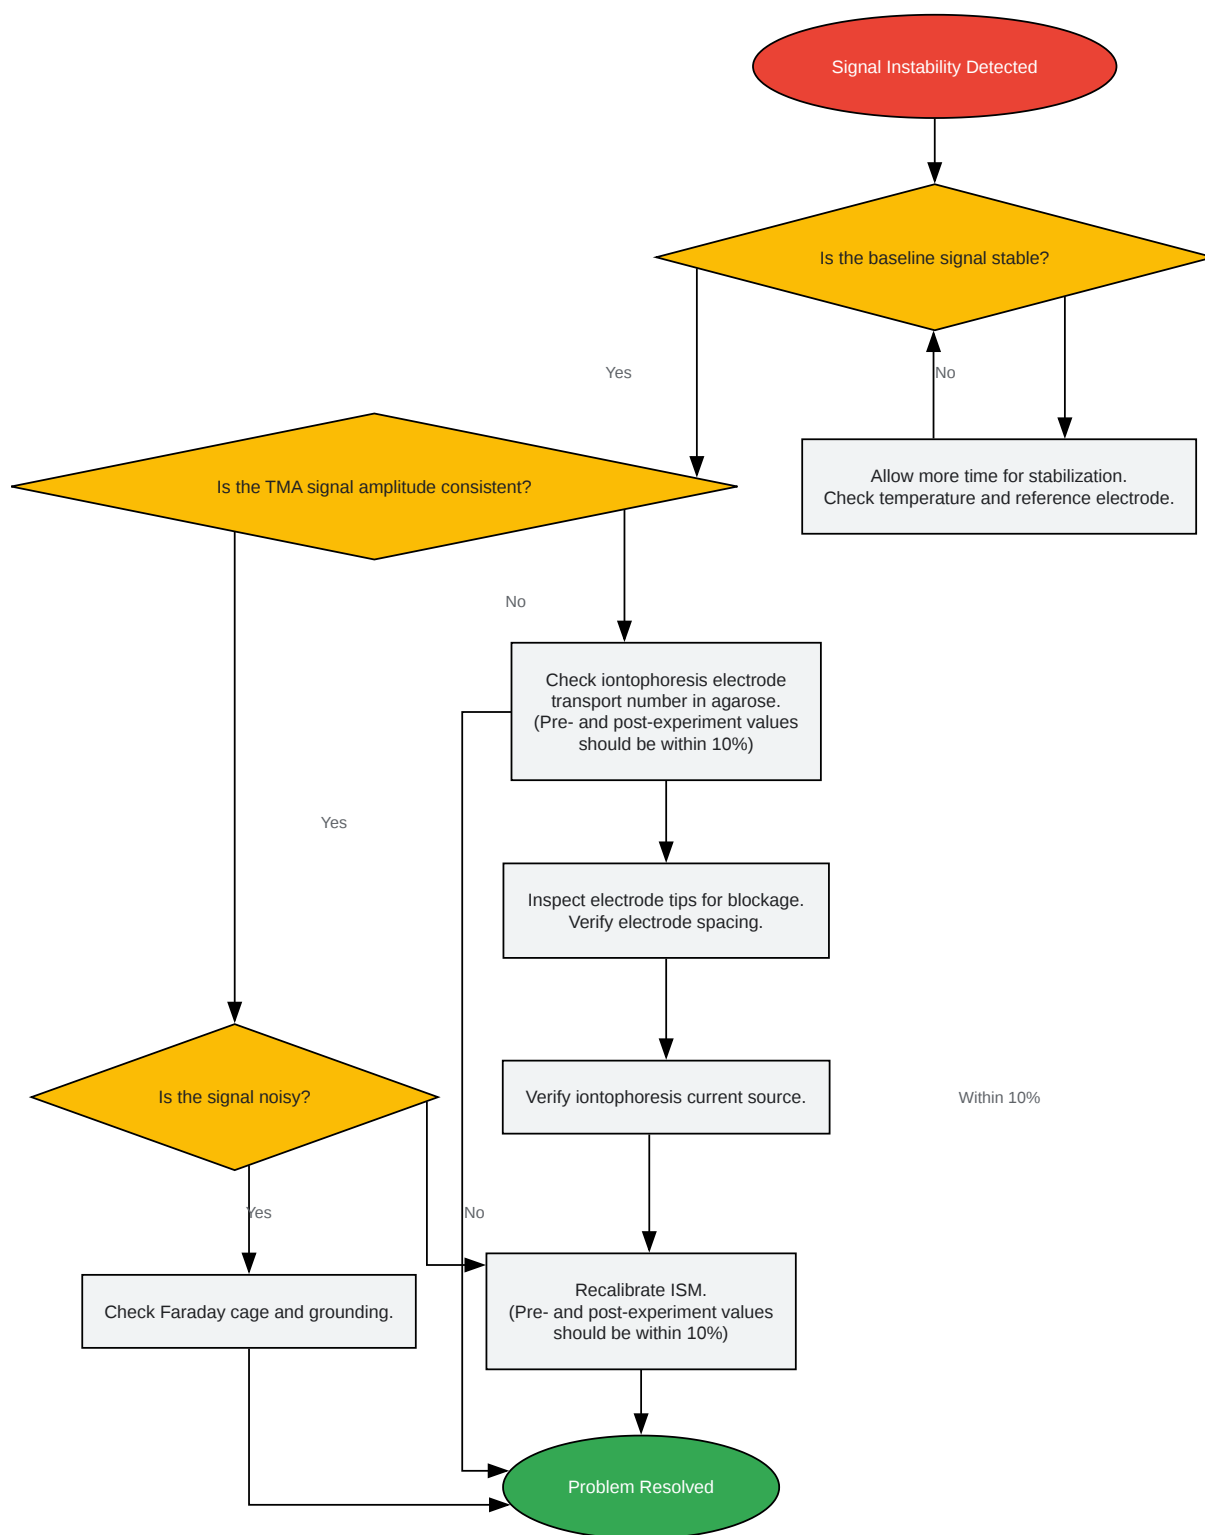 Signal Instability Detected
Is the baseline signal stable?
Yes
No
Allow more time for stabilization.
Check temperature and reference electrode.
Is the TMA signal amplitude consistent?
No
Check iontophoresis electrode
transport number in agarose.
(Pre- and post-experiment values
should be within 10%)
Yes
Inspect electrode tips for blockage.
Verify electrode spacing.
Is the signal noisy?
Verify iontophoresis current source.
Within 10%
Yes
No
Check Faraday cage and grounding.
Recalibrate ISM.
(Pre- and post-experiment values
should be within 10%)
Problem Resolved